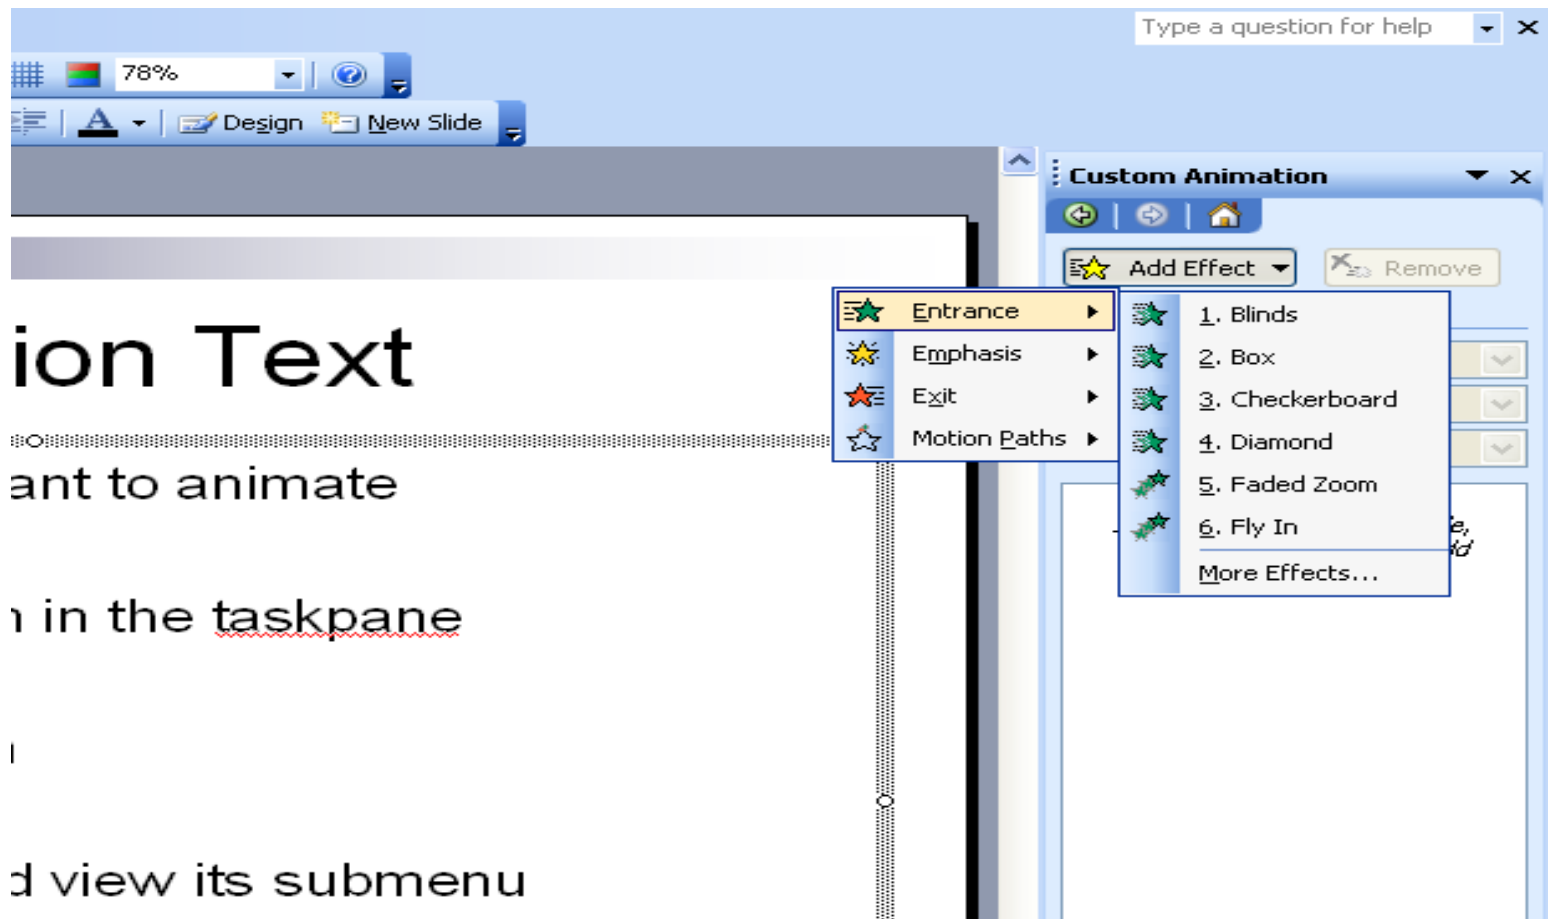 Type a question for help
78%
Design New Slide
Custom Animation
Add Effect Remove
Entrance
Emphasis
Exit
Motion Paths
1. Blinds
2. Box
3. Checkerboard
4. Diamond
5. Faded Zoom
6. Fly In
More Effects...
ion Text
ant to animate
n in the taskpane
d view its submenu